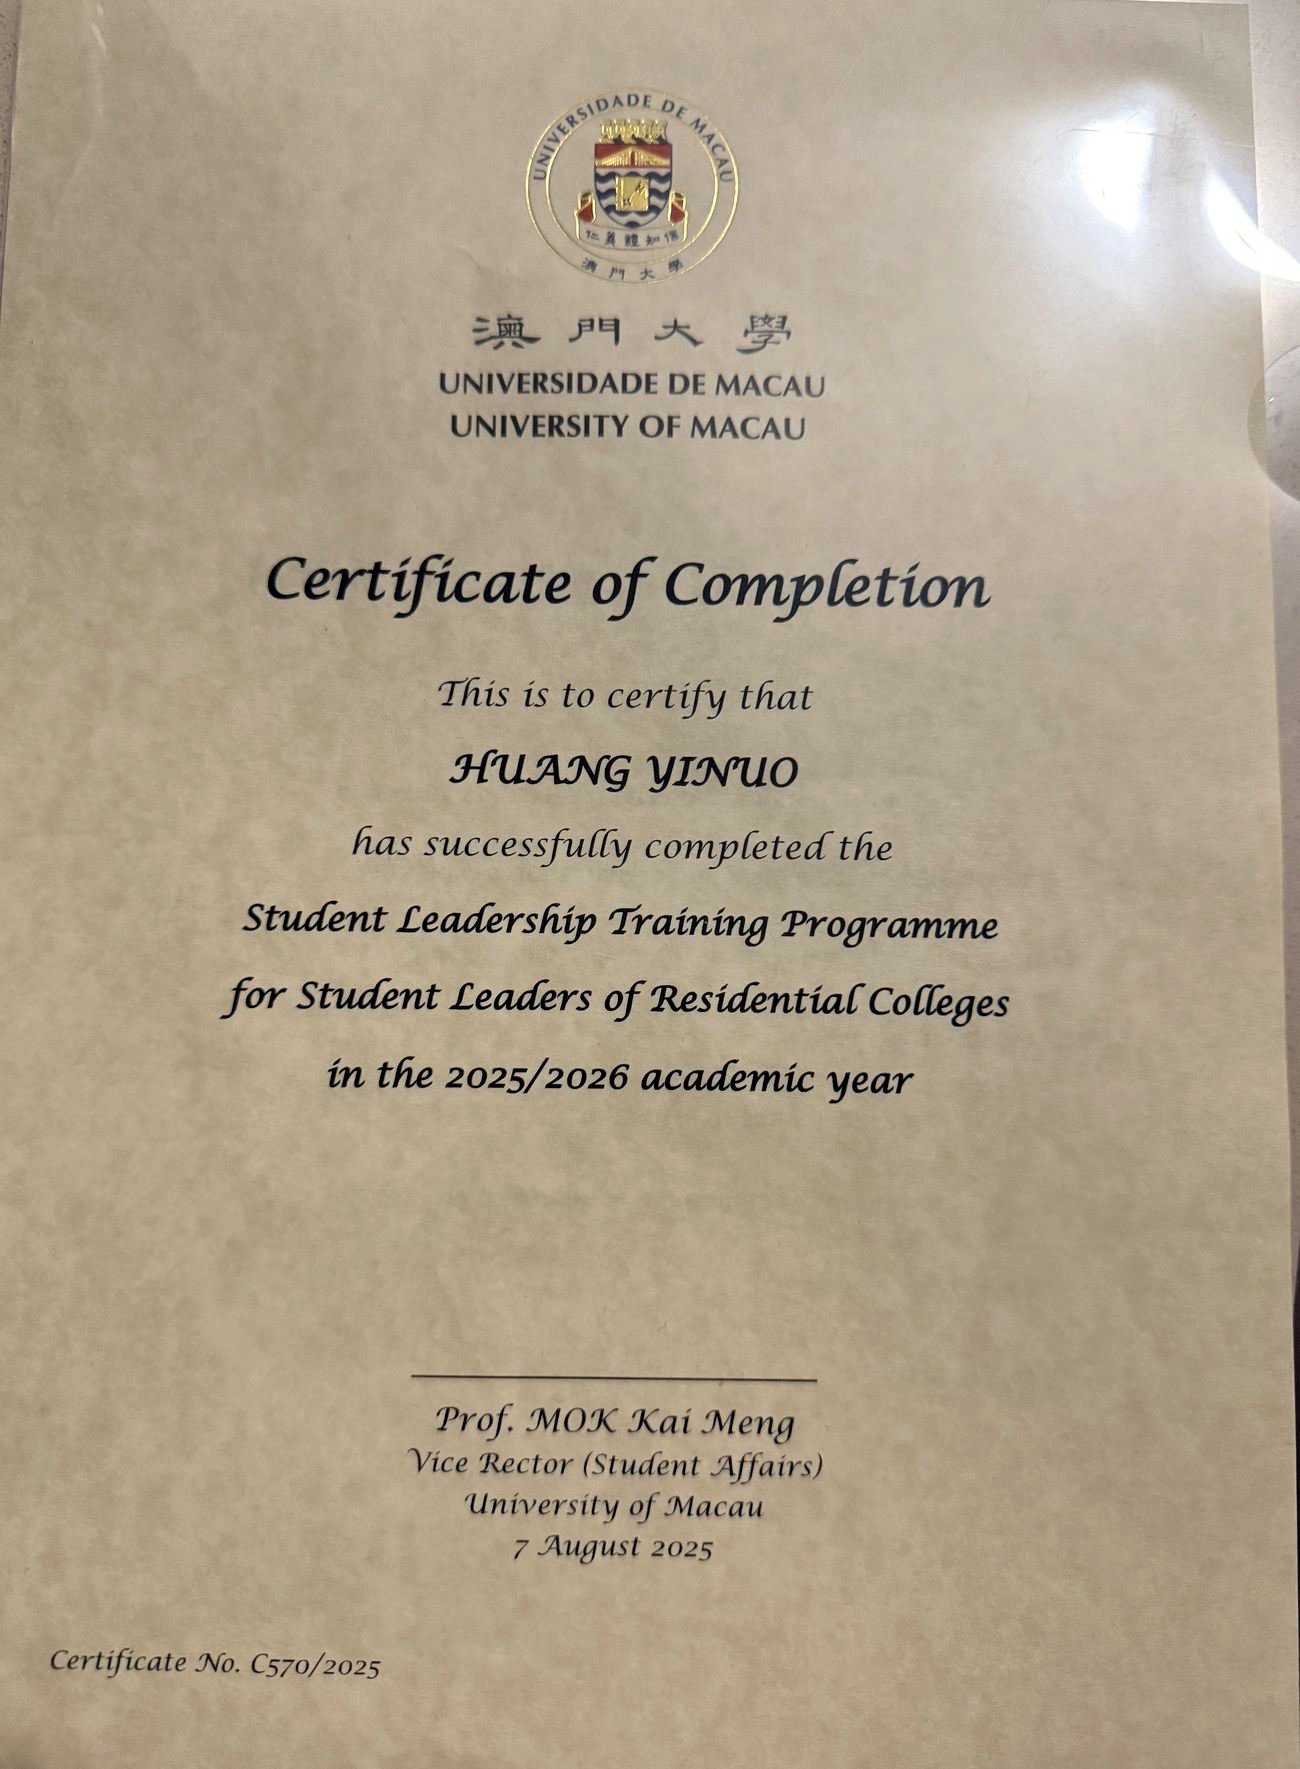 UNIVERSIDADE DE MACAU
仁義禮知信
澳門大學
澳門大學
UNIVERSIDADE DE MACAU
UNIVERSITY OF MACAU
Certificate of Completion
This is to certify that
HUANG YINUO
has successfully completed the
Student Leadership Training Programme
for Student Leaders of Residential Colleges
in the 2025/2026 academic year
Prof. MOK Kai Meng
Vice Rector (Student Affairs)
University of Macau
7 August 2025
Certificate No. C570/2025